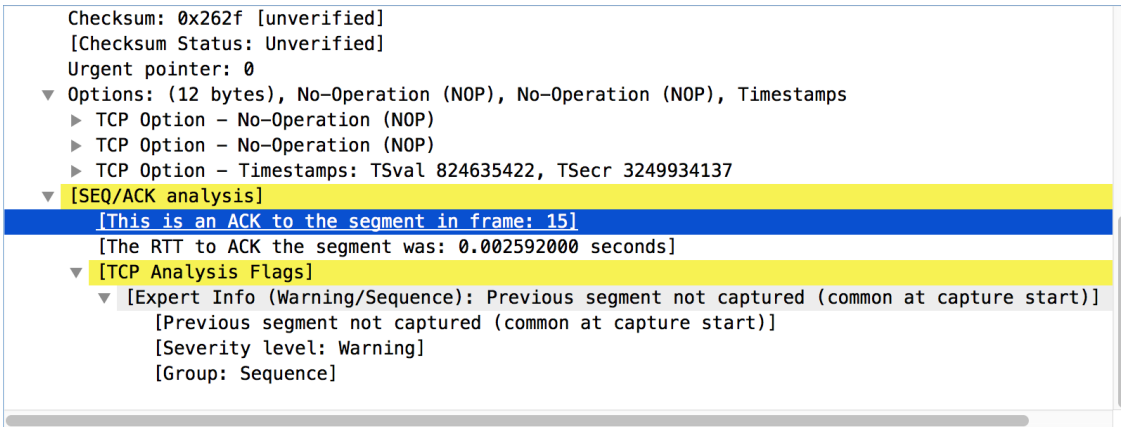 Checksum: 0x262f [unverified]
[Checksum Status: Unverified]
Urgent pointer: 0
Options: (12 bytes), No-Operation (NOP), No-Operation (NOP), Timestamps
TCP Option – No-Operation (NOP)
TCP Option – No-Operation (NOP)
TCP Option – Timestamps: TSval 824635422, TSecr 3249934137
[SEQ/ACK analysis]
[This is an ACK to the segment in frame: 15]
[The RTT to ACK the segment was: 0.002592000 seconds]
[TCP Analysis Flags]
[Expert Info (Warning/Sequence): Previous segment not captured (common at capture start)]
[Previous segment not captured (common at capture start)]
[Severity level: Warning]
[Group: Sequence]